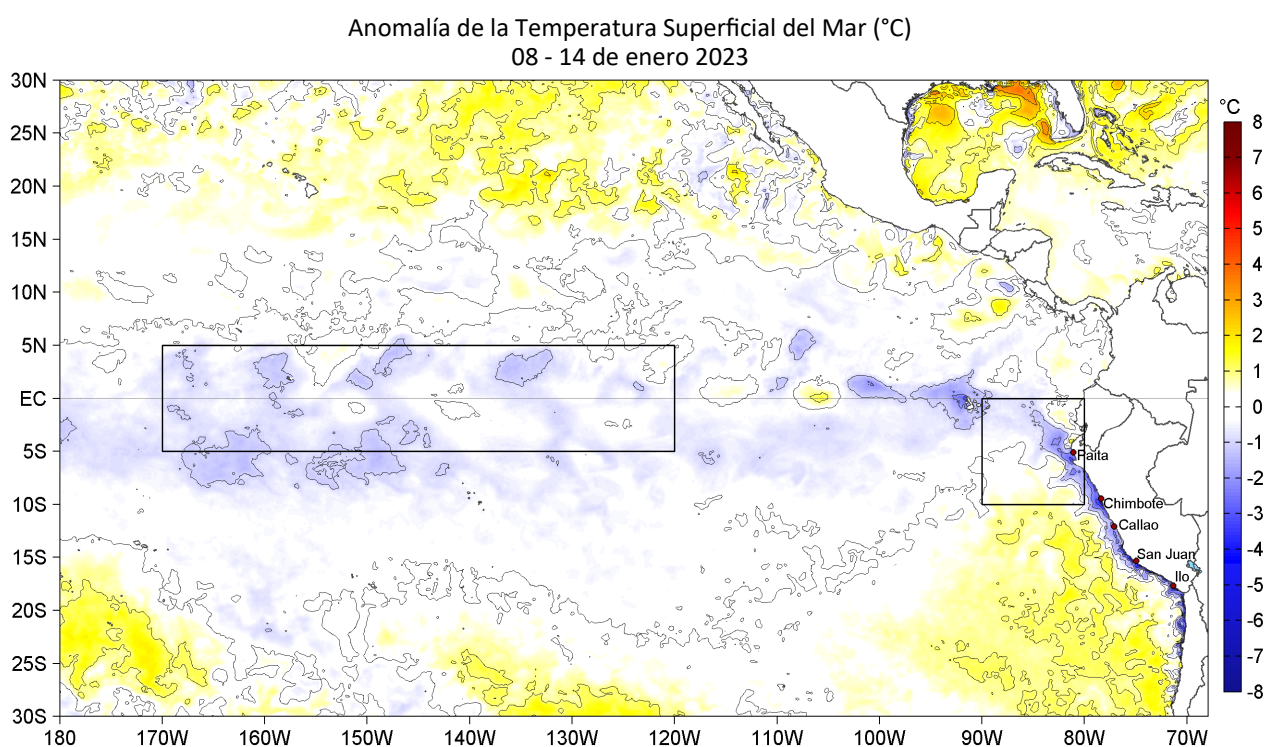 Anomalía de la Temperatura Superficial del Mar (°C)
08 - 14 de enero 2023
30N
25N
20N
15N
10N
5N
EC
5S
10S
15S
20S
25S
30S
180
170W
160W
150W
140W
130W
120W
110W
100W
90W
80W
70W
Paita
Chimbote
Callao
San Juan
Ilo
°C
8
7
6
5
4
3
2
1
0
-1
-2
-3
-4
-5
-6
-7
-8